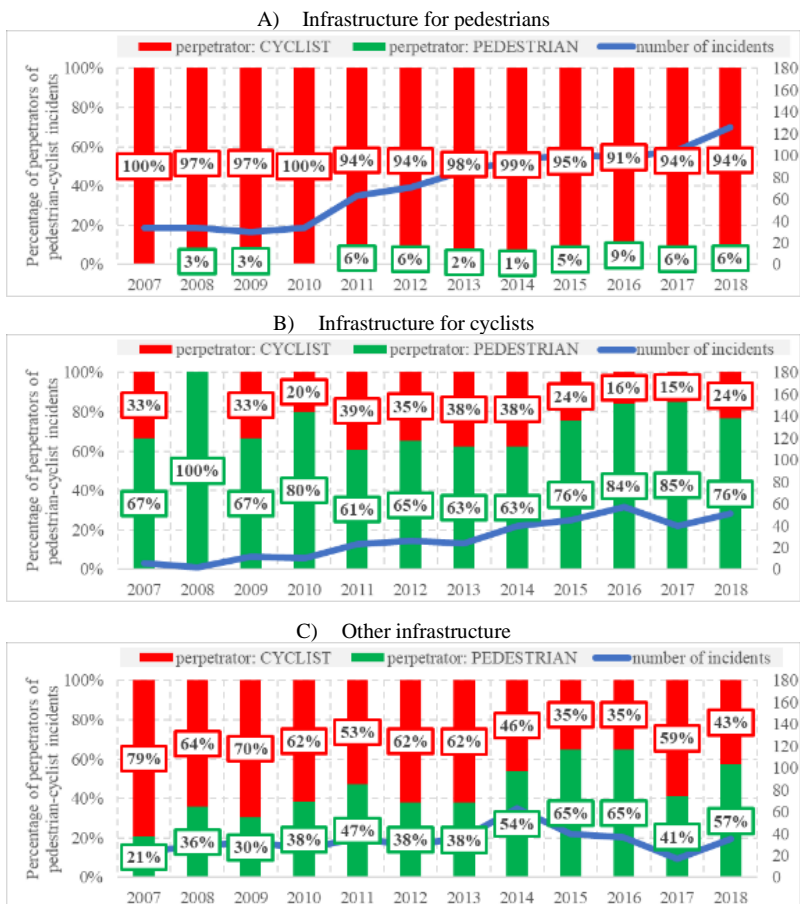 A) Infrastructure for pedestrians
perpetrator: CYCLIST perpetrator: PEDESTRIAN number of incidents
Percentage of perpetrators of
pedestrian-cyclist incidents
100% 180
80% 160
140
60% 120
100
40% 80
60
20% 40
20
0% 0
100% 97% 97% 100% 94% 94% 98% 99% 95% 91% 94% 94%
3% 3% 6% 6% 2% 1% 5% 9% 6% 6%
2007 2008 2009 2010 2011 2012 2013 2014 2015 2016 2017 2018
B) Infrastructure for cyclists
perpetrator: CYCLIST perpetrator: PEDESTRIAN number of incidents
Percentage of perpetrators of
pedestrian-cyclist incidents
100% 180
80% 160
140
60% 120
100
40% 80
60
20% 40
20
0% 0
33% 33% 20% 39% 35% 38% 38% 24% 16% 15% 24%
67% 100% 67% 80% 61% 65% 63% 63% 76% 84% 85% 76%
2007 2008 2009 2010 2011 2012 2013 2014 2015 2016 2017 2018
C) Other infrastructure
perpetrator: CYCLIST perpetrator: PEDESTRIAN number of incidents
Percentage of perpetrators of
pedestrian-cyclist incidents
100% 180
80% 160
140
60% 120
100
40% 80
60
20% 40
20
0% 0
79% 64% 70% 62% 53% 62% 62% 46% 35% 35% 59% 43%
21% 36% 30% 38% 47% 38% 38% 54% 65% 65% 41% 57%
2007 2008 2009 2010 2011 2012 2013 2014 2015 2016 2017 2018